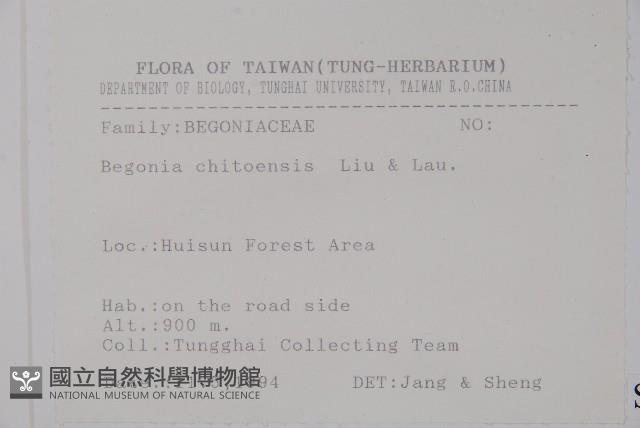 FLORA OF TAIWAN(TUNG-HERBARIUM)
DEPARTMENT OF BIOLOGY, TUNGHAI UNIVERSITY, TAIWAN R.O.CHINA
Family:BEGONIACEAE NO:
Begonia chitoensis Liu & Lau.
Loc.:Huisun Forest Area
Hab.:on the road side
Alt.:900 m.
Coll.:Tungghai Collecting Team
DET:Jang & Sheng
國立自然科學博物館
NATIONAL MUSEUM OF NATURAL SCIENCE